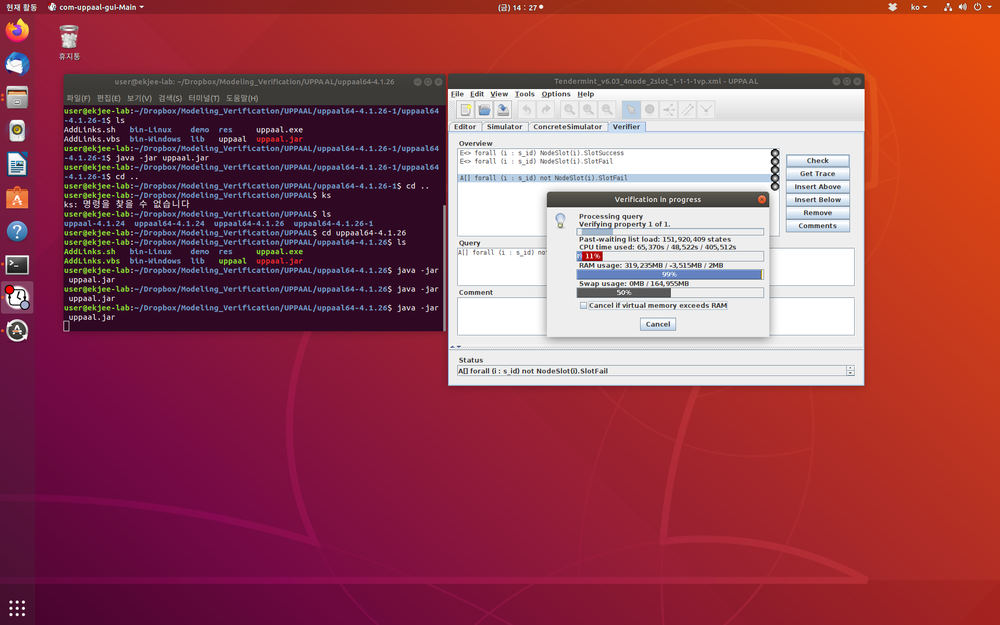 현재 활동
com-uppaal-gui-Main
(금) 14 : 27
ko
휴지통
user@ekjee-lab: ~/Dropbox/Modeling_Verification/UPPAAL/uppaal64-4.1.26
파일(F) 편집(E) 보기(V) 검색(S) 터미널(T) 도움말(H)
user@ekjee-lab:~/Dropbox/Modeling_Verification/UPPAAL/uppaal64-4.1.26-1/uppaal64
-4.1.26-1$ ls
AddLinks.sh bin-Linux demo res uppaal.exe
AddLinks.vbs bin-Windows lib uppaal uppaal.jar
user@ekjee-lab:~/Dropbox/Modeling_Verification/UPPAAL/uppaal64-4.1.26-1/uppaal64
-4.1.26-1$ java -jar uppaal.jar
user@ekjee-lab:~/Dropbox/Modeling_Verification/UPPAAL/uppaal64-4.1.26-1/uppaal64
-4.1.26-1$ cd ..
user@ekjee-lab:~/Dropbox/Modeling_Verification/UPPAAL/uppaal64-4.1.26-1$ cd ..
user@ekjee-lab:~/Dropbox/Modeling_Verification/UPPAAL$ ks
ks: 명령을 찾을 수 없습니다
user@ekjee-lab:~/Dropbox/Modeling_Verification/UPPAAL$ ls
uppaal-4.1.24 uppaal64-4.1.24 uppaal64-4.1.26 uppaal64-4.1.26-1
user@ekjee-lab:~/Dropbox/Modeling_Verification/UPPAAL$ cd uppaal64-4.1.26
user@ekjee-lab:~/Dropbox/Modeling_Verification/UPPAAL/uppaal64-4.1.26$ ls
AddLinks.sh bin-Linux demo res uppaal.exe
AddLinks.vbs bin-Windows lib uppaal uppaal.jar
user@ekjee-lab:~/Dropbox/Modeling_Verification/UPPAAL/uppaal64-4.1.26$ java -jar
uppaal.jar
user@ekjee-lab:~/Dropbox/Modeling_Verification/UPPAAL/uppaal64-4.1.26$ java -jar
uppaal.jar
user@ekjee-lab:~/Dropbox/Modeling_Verification/UPPAAL/uppaal64-4.1.26$ java -jar
uppaal.jar
Tendermint_v6.03_4node_2slot_1-1-1-1vp.xml - UPPAAL
File Edit View Tools Options Help
Editor Simulator ConcreteSimulator Verifier
Overview
E<> forall (i : s_id) NodeSlot(i).SlotSuccess
E<> forall (i : s_id) NodeSlot(i).SlotFail
A[] forall (i : s_id) not NodeSlot(i).SlotFail
Check
Get Trace
Insert Above
Insert Below
Remove
Comments
Query
A[] forall (i : s_id) no
Comment
Verification in progress
Processing query
Verifying property 1 of 1.
Past-waiting list load: 151,920,409 states
CPU time used: 65,370s / 48,522s / 405,512s
11%
RAM usage: 319,235MB / -3,515MB / 2MB
99%
Swap usage: 0MB / 164,955MB
50%
Cancel if virtual memory exceeds RAM
Cancel
Status
A[] forall (i : s_id) not NodeSlot(i).SlotFail